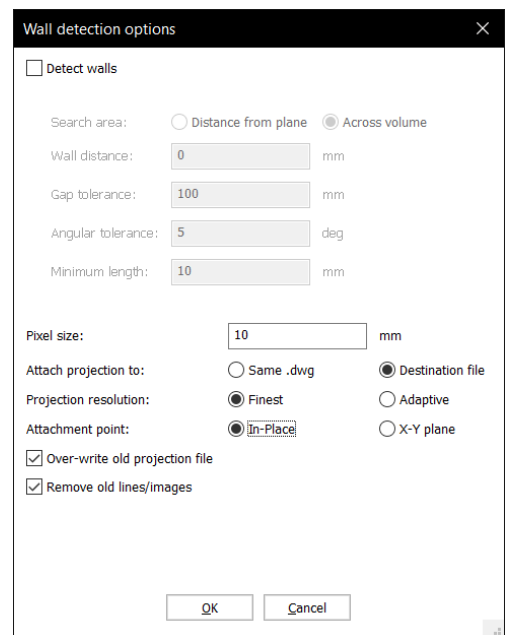 Wall detection options
Detect walls
Search area: Distance from plane Across volume
Wall distance: 0 mm
Gap tolerance: 100 mm
Angular tolerance: 5 deg
Minimum length: 10 mm
Pixel size: 10 mm
Attach projection to: Same .dwg Destination file
Projection resolution: Finest Adaptive
Attachment point: In-Place X-Y plane
Over-write old projection file
Remove old lines/images
OK Cancel